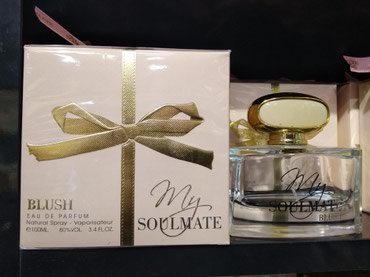 BLUSH
EAU DE PARFUM
Natural Spray - Vaporisateur
℮100ML 80%VOL. 3.4 FL.OZ.
My
SOULMATE
My
SOULMATE